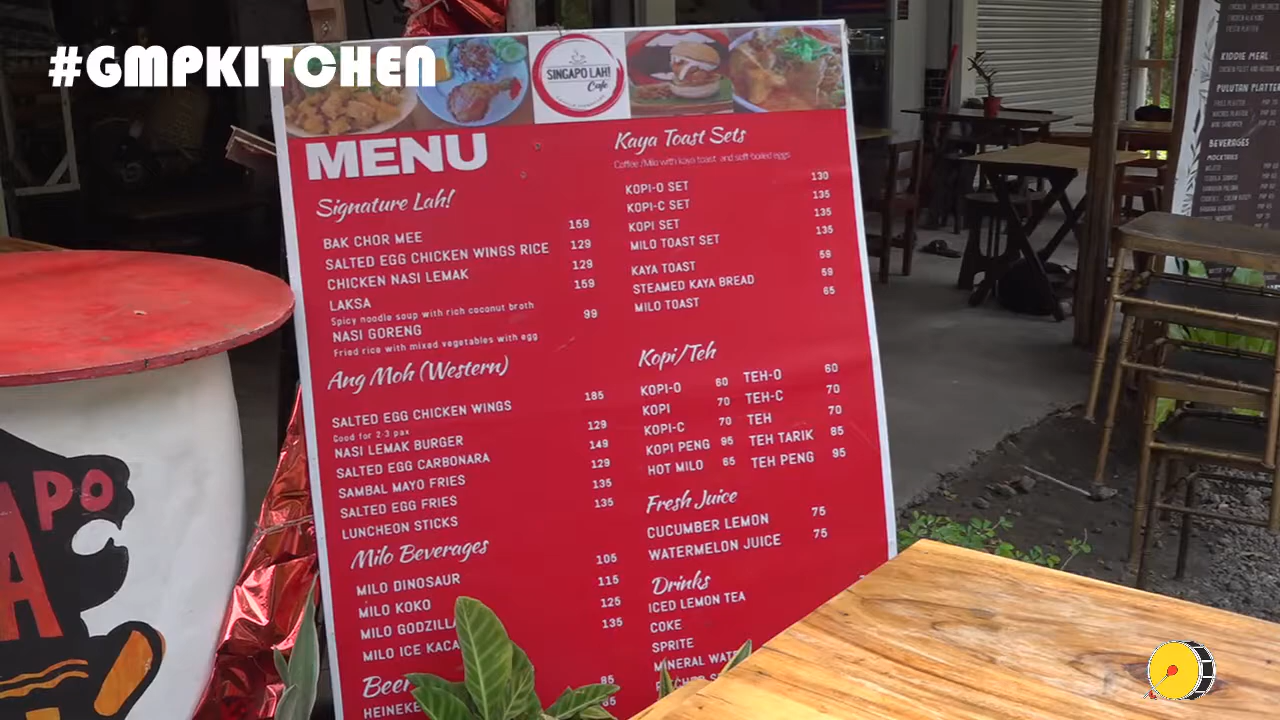 #GMPKITCHEN
SINGAPO LAH!
Cafe
MENU
Signature Lah!
BAK CHOR MEE 159
SALTED EGG CHICKEN WINGS RICE 129
CHICKEN NASI LEMAK 129
LAKSA 159
Spicy noodle soup with rich coconut broth
NASI GORENG 99
Fried rice with mixed vegetables with egg
Ang Moh (Western)
SALTED EGG CHICKEN WINGS 185
Good for 2-3 pax
NASI LEMAK BURGER 129
SALTED EGG CARBONARA 149
SAMBAL MAYO FRIES 129
SALTED EGG FRIES 135
LUNCHEON STICKS 135
Milo Beverages
MILO DINOSAUR 105
MILO KOKO 115
MILO GODZILLA 125
MILO ICE KACA 135
Beer
HEINEKE
85
Kaya Toast Sets
Coffee/Milo with kaya toast and soft boiled eggs
KOPI-O SET 130
KOPI-C SET 135
KOPI SET 135
MILO TOAST SET 135
KAYA TOAST 59
STEAMED KAYA BREAD 59
MILO TOAST 65
Kopi/Teh
KOPI-O 60 TEH-O 60
KOPI 70 TEH-C 70
KOPI-C 70 TEH 70
KOPI PENG 95 TEH TARIK 85
HOT MILO 65 TEH PENG 95
Fresh Juice
CUCUMBER LEMON 75
WATERMELON JUICE 75
Drinks
ICED LEMON TEA
COKE
SPRITE
MINERAL WATE
APO
A
KIDDIE MEAL
PULUTAN PLATTER
BEVERAGES
MOCKTAILS